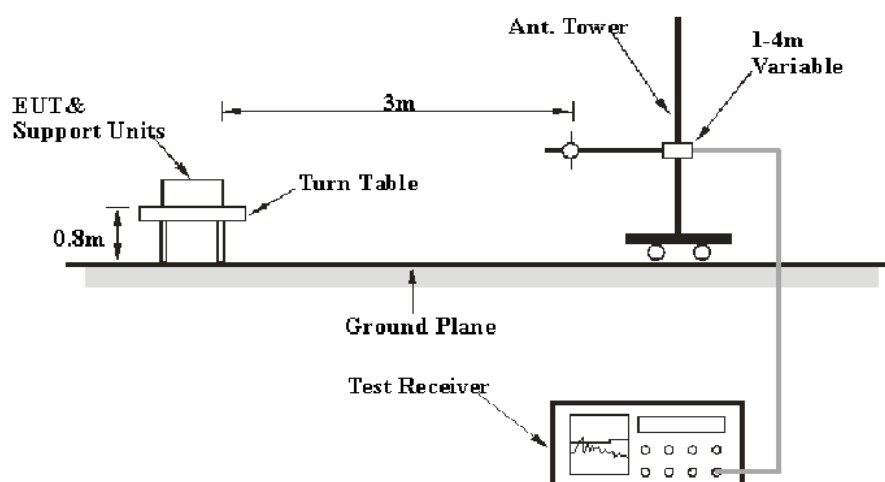 Ant. Tower
1-4m
Variable
3m
EUT&
Support Units
Turn Table
0.8m
Ground Plane
Test Receiver